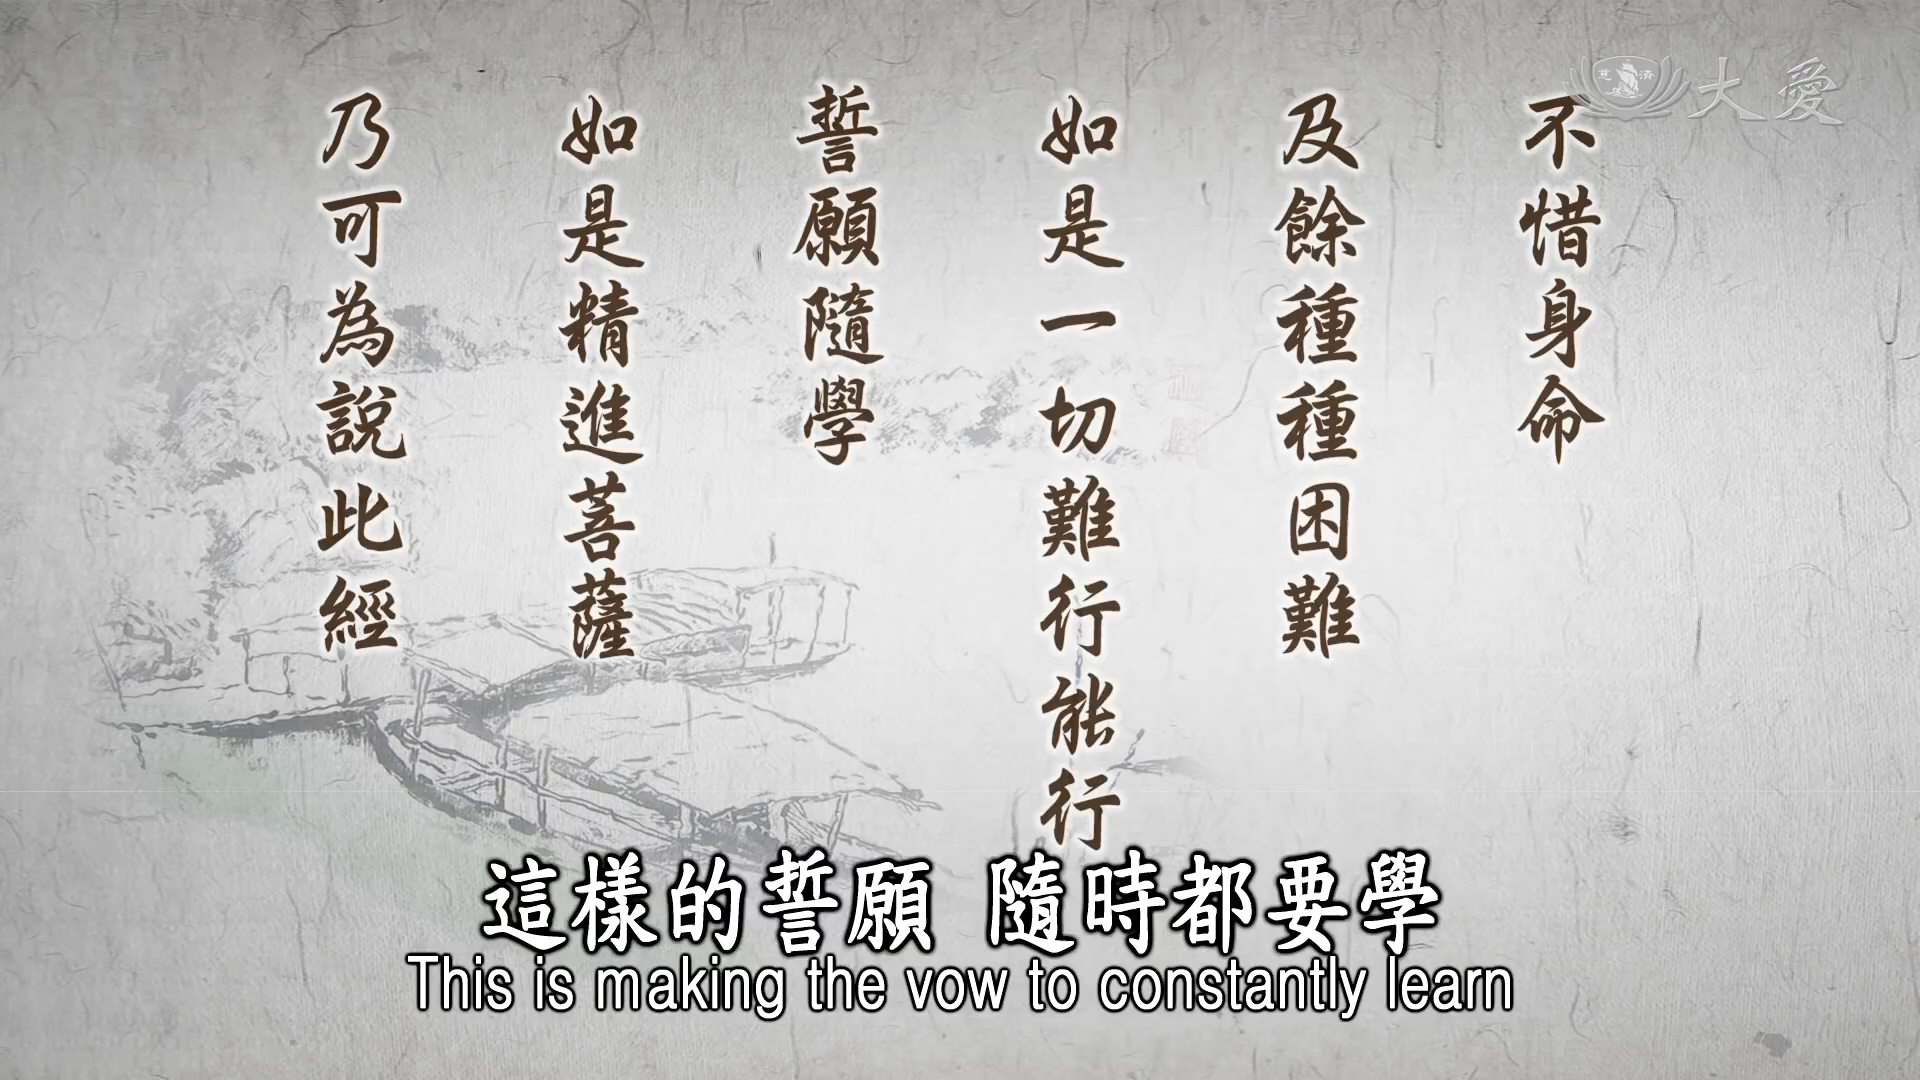 大愛
慈濟
不惜身命
及餘種種困難
如是一切難行能行
誓願隨學
如是精進菩薩
乃可為說此經
這樣的誓願 隨時都要學
This is making the vow to constantly learn